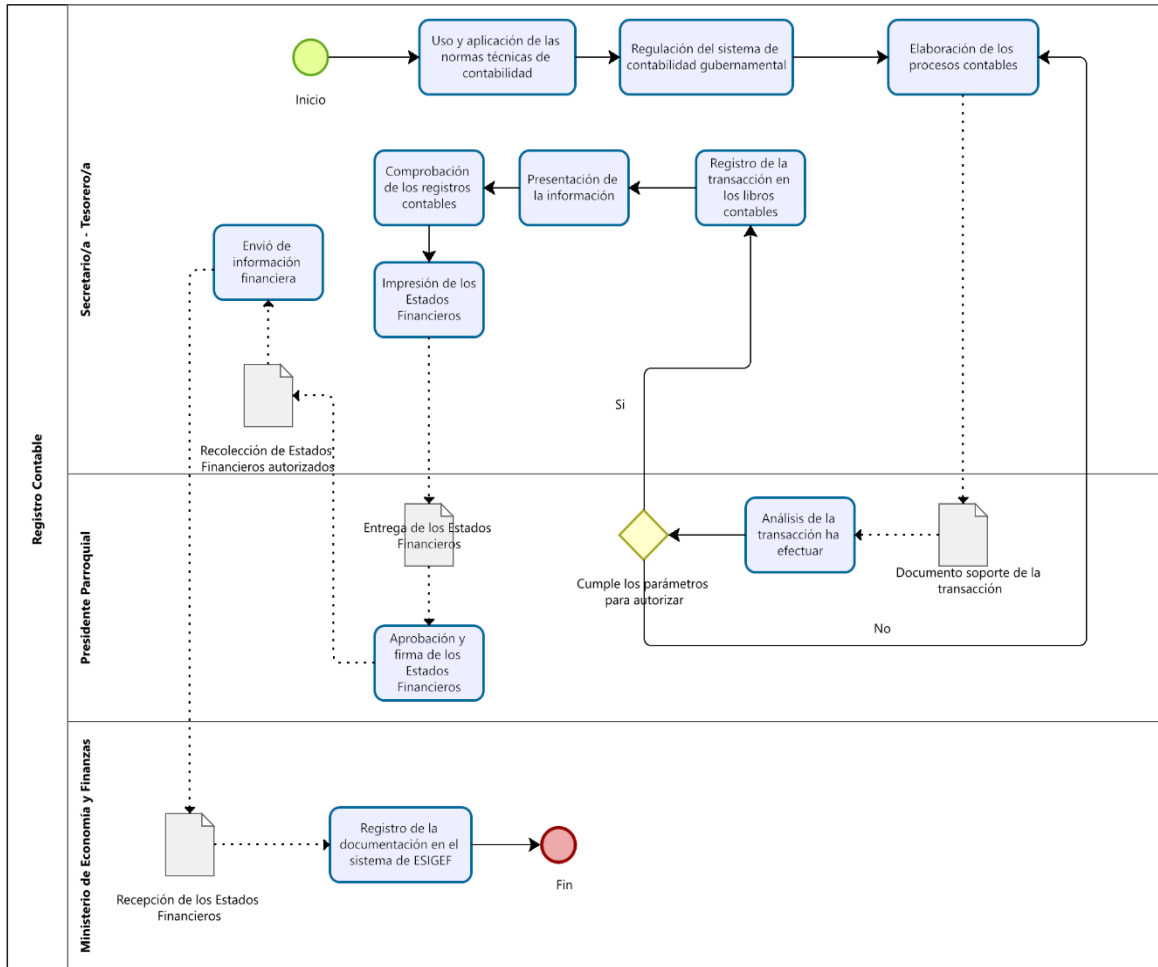 Registro Contable
Secretario/a - Tesorero/a
Inicio
Uso y aplicación de las
normas técnicas de
contabilidad
Regulación del sistema de
contabilidad gubernamental
Elaboración de los
procesos contables
Comprobación
de los registros
contables
Presentación de
la información
Registro de la
transacción en
los libros
contables
Envió de
información
financiera
Impresión de los
Estados
Financieros
Si
Recolección de Estados
Financieros autorizados
Presidente Parroquial
Entrega de los Estados
Financieros
Cumple los parámetros
para autorizar
Análisis de la
transacción ha
efectuar
Documento soporte de la
transacción
No
Aprobación y
firma de los
Estados
Financieros
Ministerio de Economía y Finanzas
Recepción de los Estados
Financieros
Registro de la
documentación en el
sistema de ESIGEF
Fin